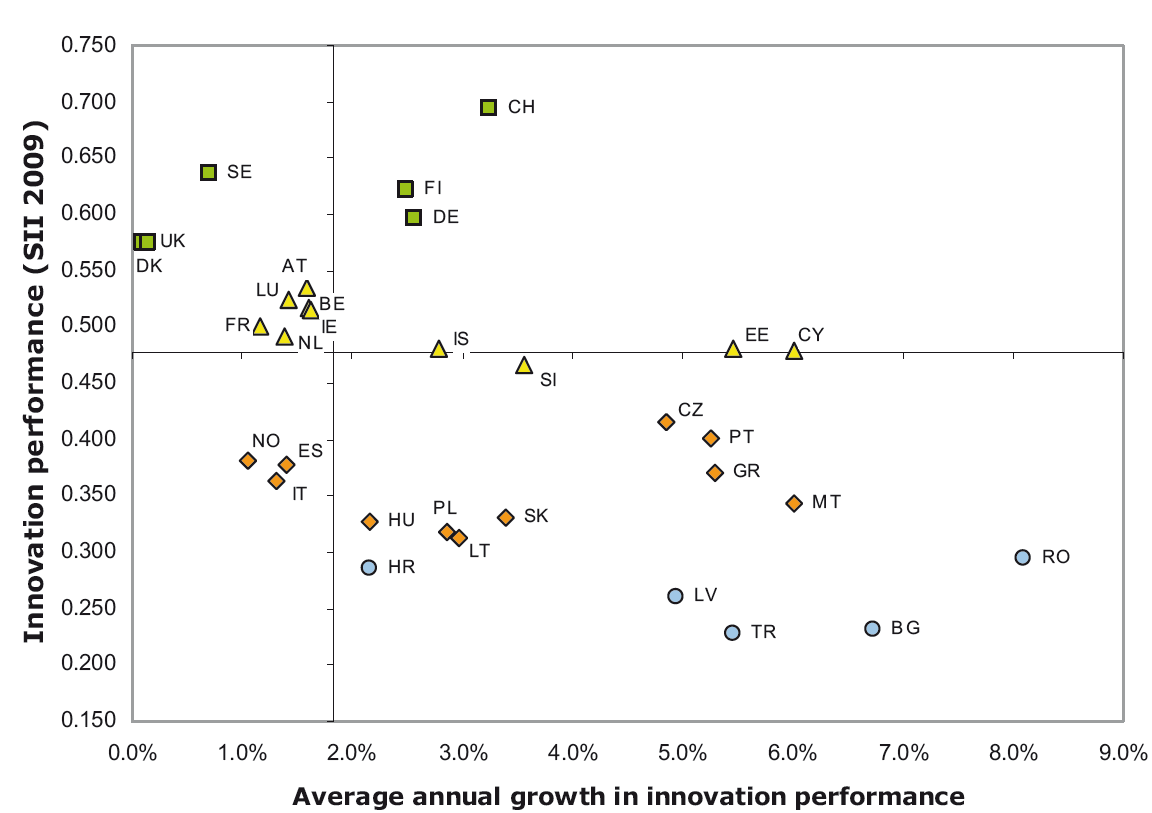 Innovation performance (SII 2009)
0.750
0.700
0.650
0.600
0.550
0.500
0.450
0.400
0.350
0.300
0.250
0.200
0.150
CH
SE
FI
DE
UK
DK
AT
LU
BE
FR
IE
NL
IS
EE
CY
SI
CZ
PT
NO
ES
GR
IT
MT
PL
HU
SK
LT
HR
RO
LV
TR
BG
0.0% 1.0% 2.0% 3.0% 4.0% 5.0% 6.0% 7.0% 8.0% 9.0%
Average annual growth in innovation performance